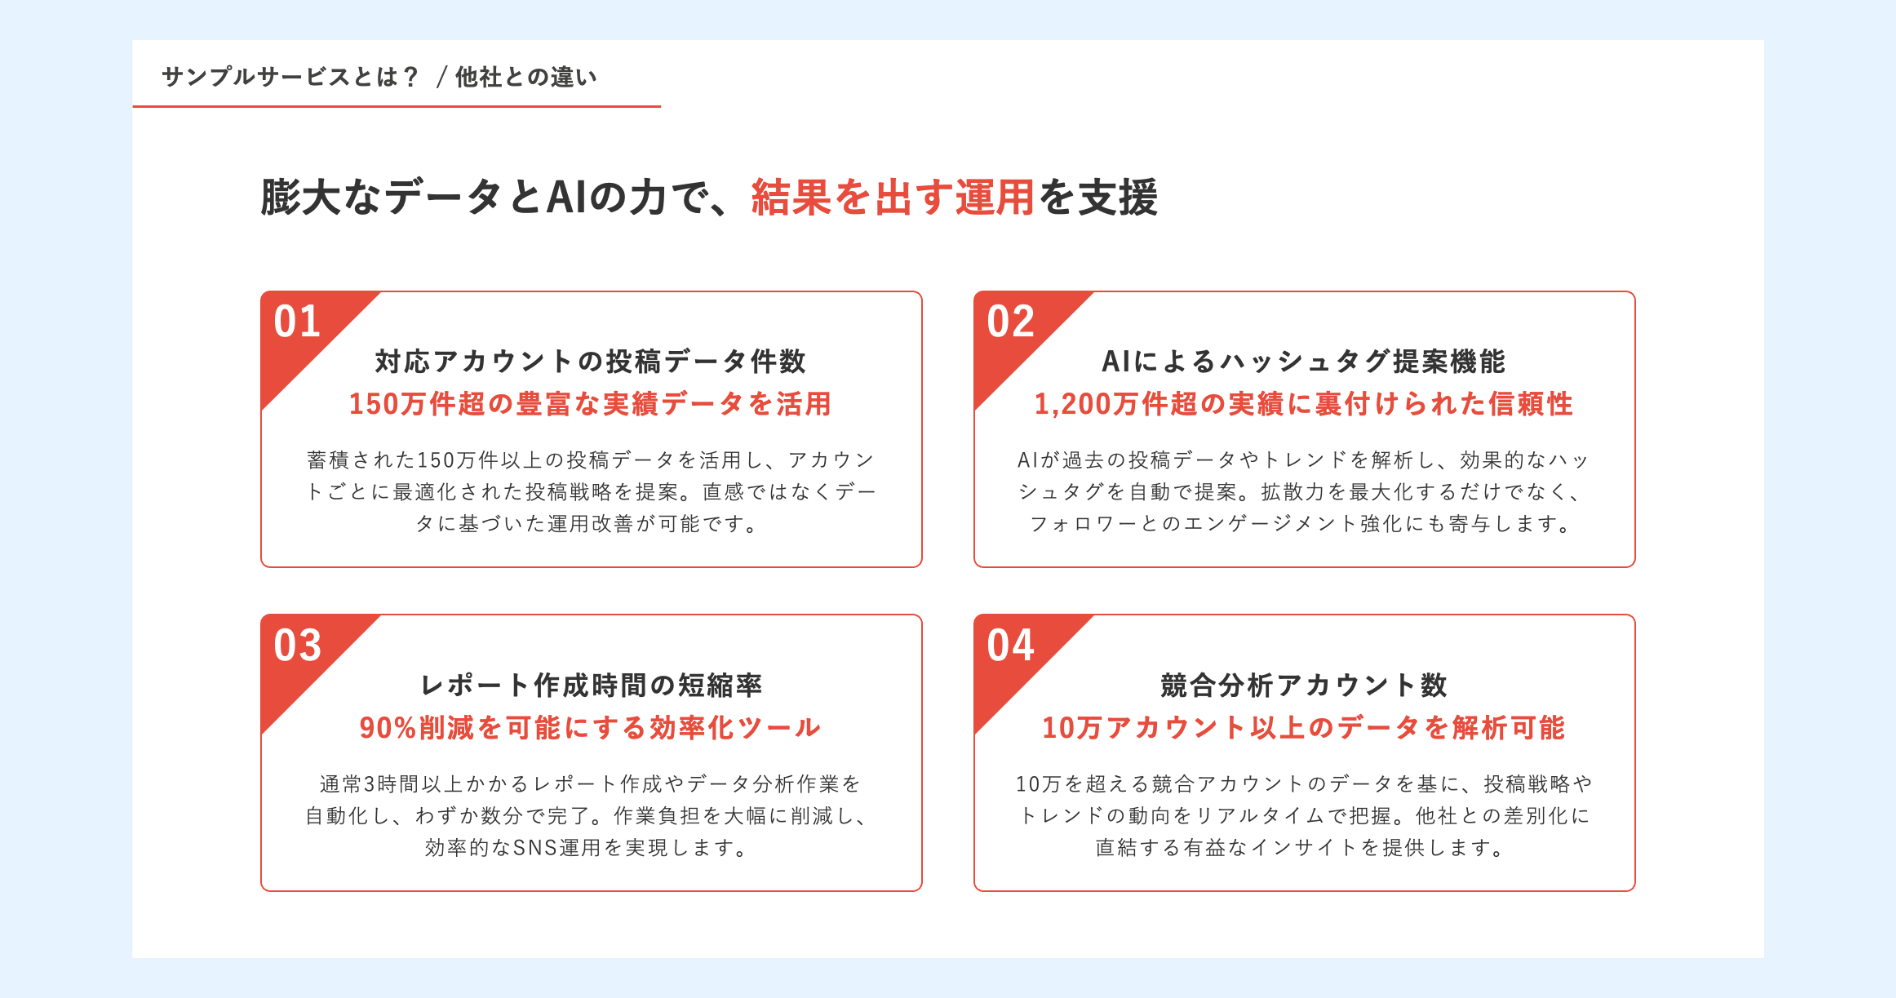 サンプルサービスとは？ / 他社との違い
膨大なデータとAIの力で、結果を出す運用を支援
01
対応アカウントの投稿データ件数
150万件超の豊富な実績データを活用
蓄積された150万件以上の投稿データを活用し、アカウン
トごとに最適化された投稿戦略を提案。直感ではなくデー
タに基づいた運用改善が可能です。
02
AIによるハッシュタグ提案機能
1,200万件超の実績に裏付けられた信頼性
AIが過去の投稿データやトレンドを解析し、効果的なハッ
シュタグを自動で提案。拡散力を最大化するだけでなく、
フォロワーとのエンゲージメント強化にも寄与します。
03
レポート作成時間の短縮率
90%削減を可能にする効率化ツール
通常3時間以上かかるレポート作成やデータ分析作業を
自動化し、わずか数分で完了。作業負担を大幅に削減し、
効率的なSNS運用を実現します。
04
競合分析アカウント数
10万アカウント以上のデータを解析可能
10万を超える競合アカウントのデータを基に、投稿戦略や
トレンドの動向をリアルタイムで把握。他社との差別化に
直結する有益なインサイトを提供します。